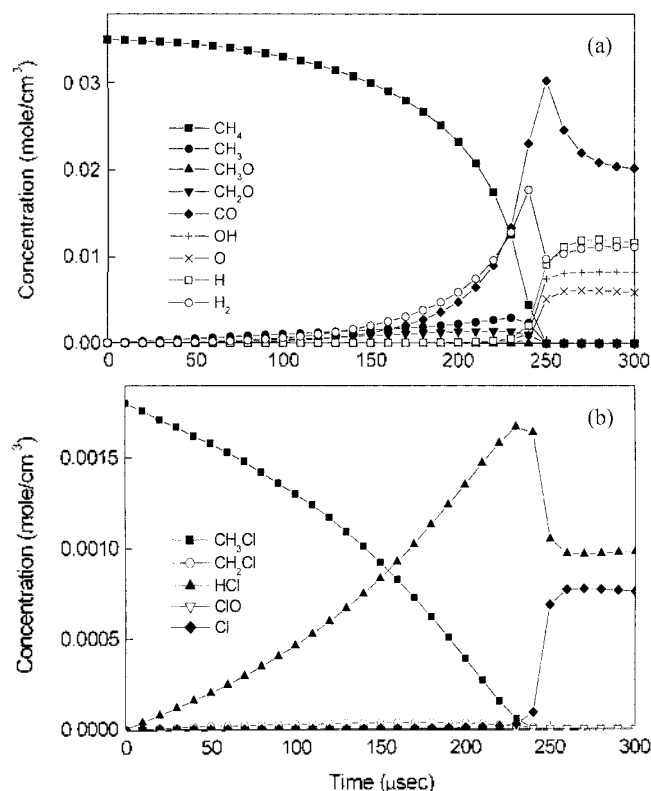 (a)
Concentration (mole/cm³)
0.03
0.02
0.01
0.00
CH₄
CH₃
CH₃O
CH₂O
CO
OH
O
H
H₂
0 50 100 150 200 250 300
(b)
Concentration (mole/cm³)
0.0015
0.0010
0.0005
0.0000
CH₃Cl
CH₂Cl
HCl
ClO
Cl
0 50 100 150 200 250 300
Time (μsec)